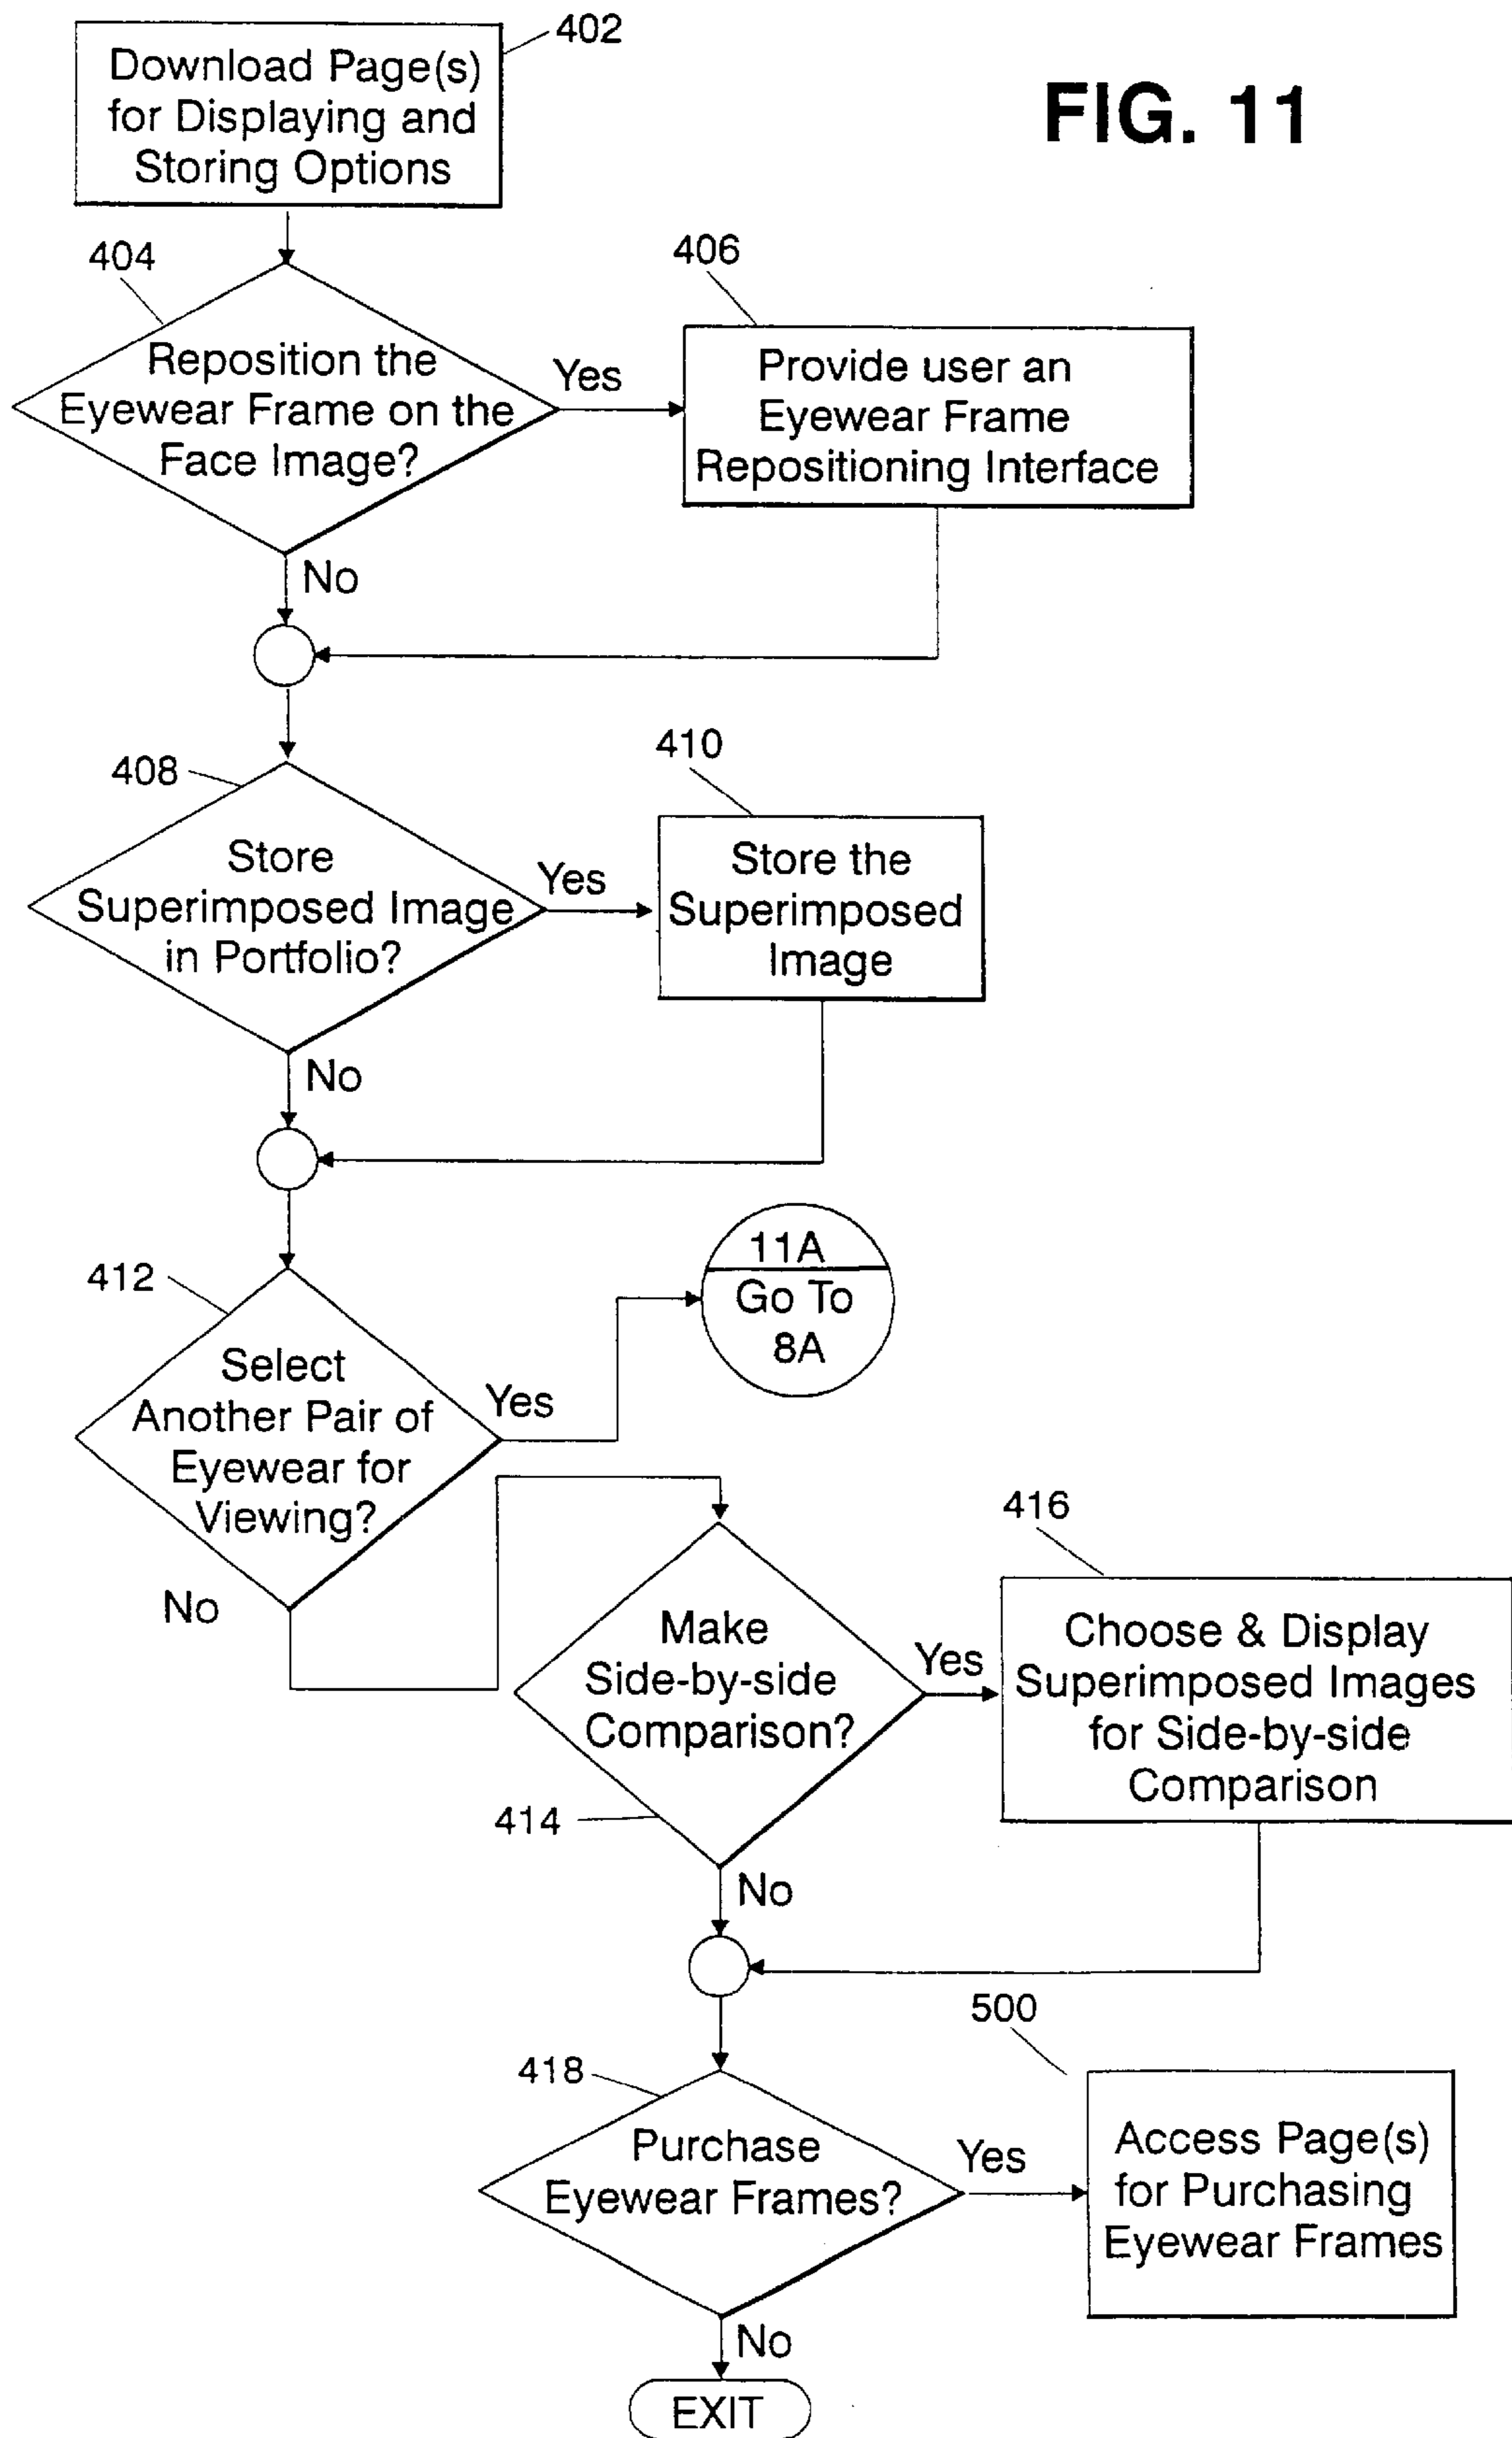 402
Download Page(s)
for Displaying and
Storing Options
FIG. 11
404
Reposition the
Eyewear Frame on the
Face Image?
Yes
406
Provide user an
Eyewear Frame
Repositioning Interface
No
408
Store
Superimposed Image
in Portfolio?
Yes
410
Store the
Superimposed
Image
No
412
Select
Another Pair of
Eyewear for
Viewing?
Yes
11A
Go To
8A
No
Make
Side-by-side
Comparison?
414
Yes
416
Choose & Display
Superimposed Images
for Side-by-side
Comparison
No
418
Purchase
Eyewear Frames?
Yes
500
Access Page(s)
for Purchasing
Eyewear Frames
No
EXIT